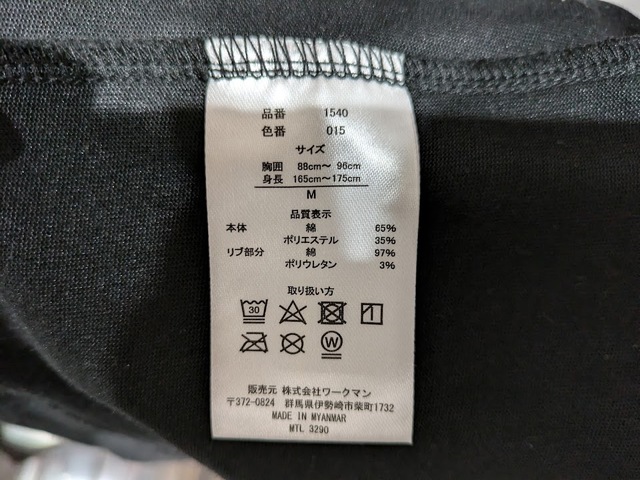 品番 1540
色番 015
サイズ
胸囲 88cm～ 96cm
身長 165cm～175cm
M
品質表示
本体 綿 65%
ポリエステル 35%
リブ部分 綿 97%
ポリウレタン 3%
取り扱い方
30
W
販売元 株式会社ワークマン
〒372-0824 群馬県伊勢崎市柴町1732
MADE IN MYANMAR
MTL 3290